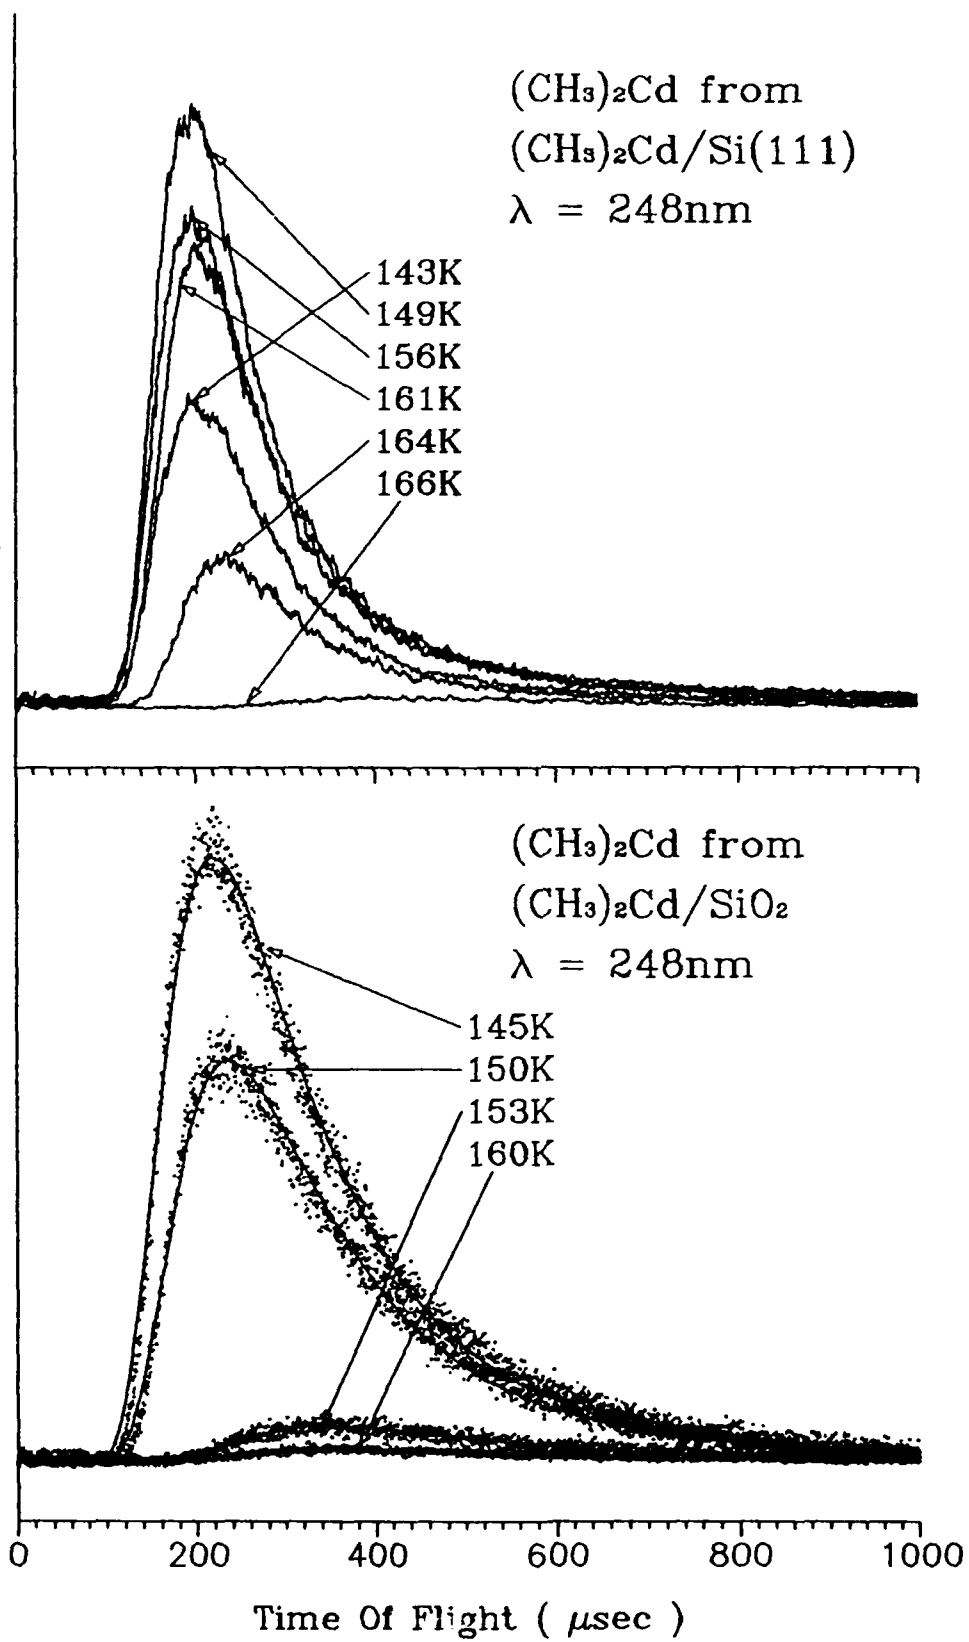 (CH₃)₂Cd from
(CH₃)₂Cd/Si(111)
λ = 248nm
143K
149K
156K
161K
164K
166K
(CH₃)₂Cd from
(CH₃)₂Cd/SiO₂
λ = 248nm
145K
150K
153K
160K
0 200 400 600 800 1000
Time Of Flight ( μsec )